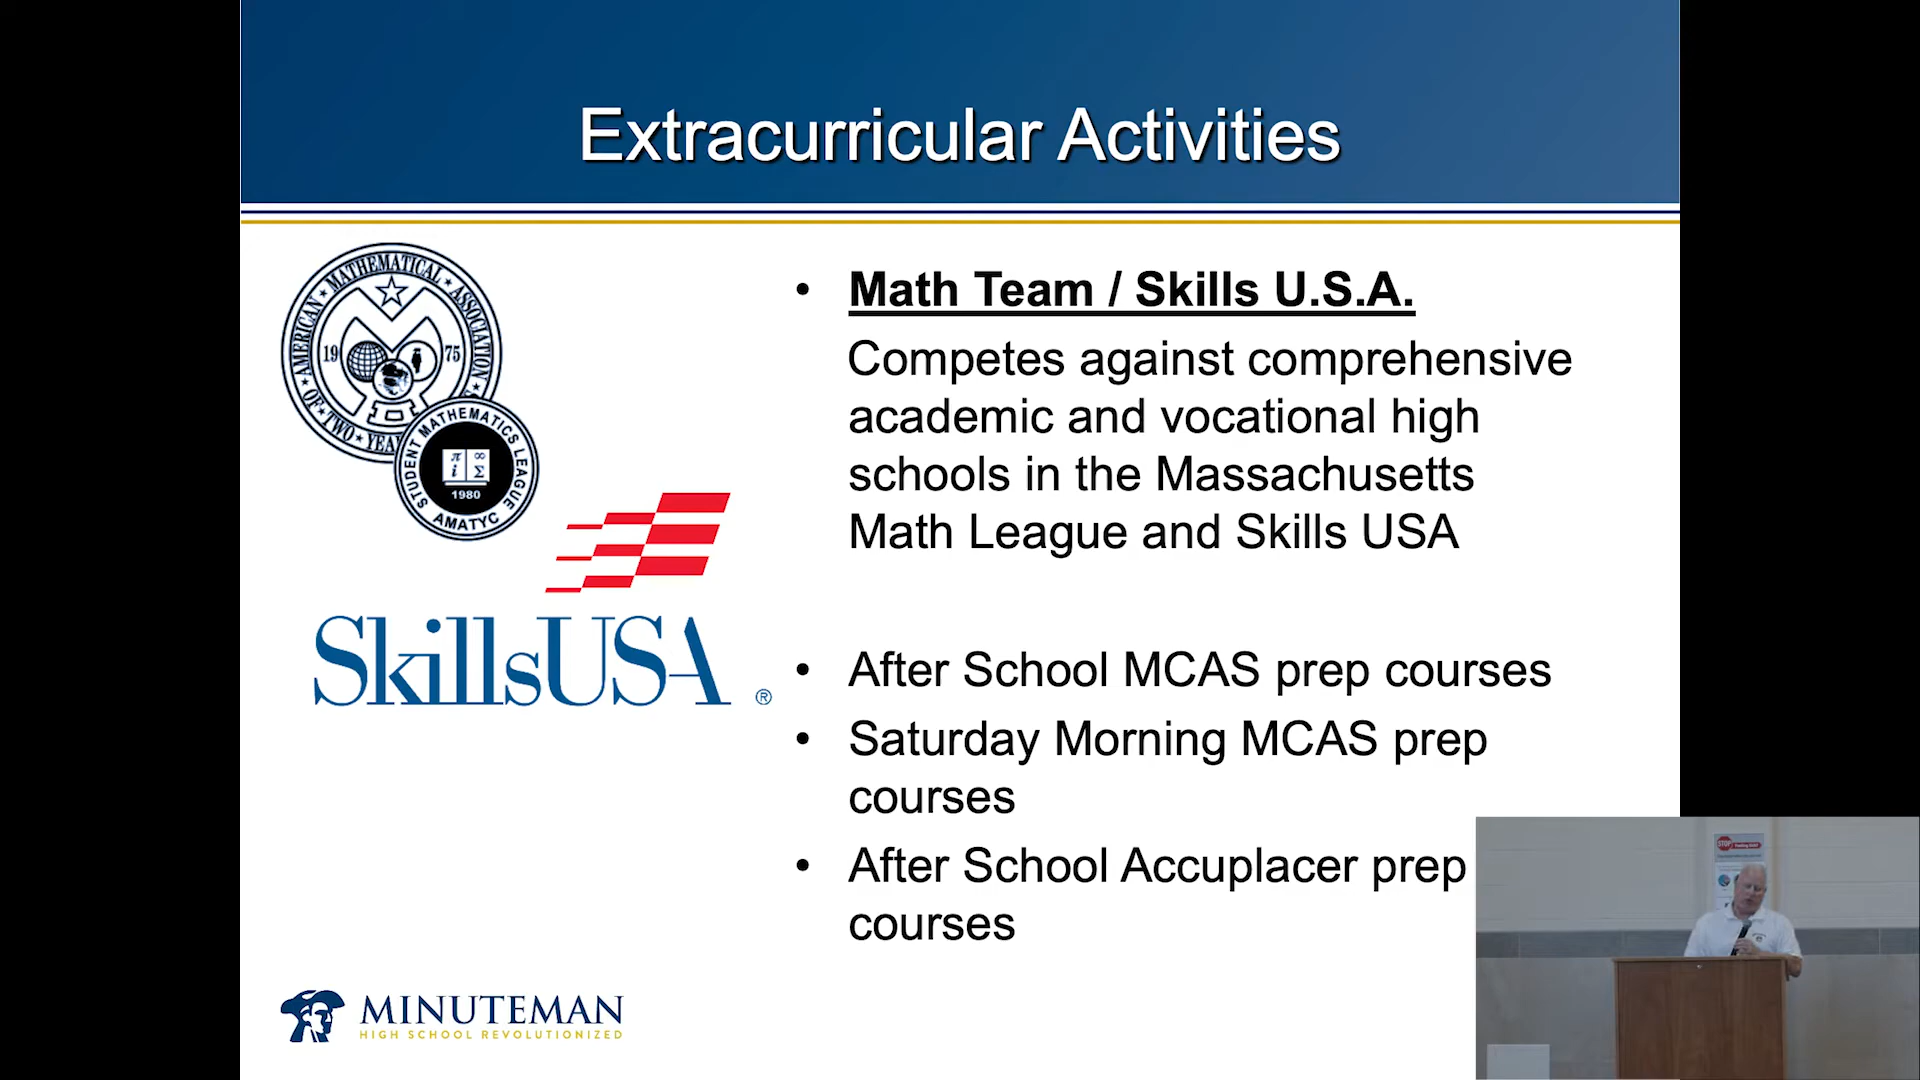 Extracurricular Activities
AMERICAN ★ MATHEMATICAL ★ ASSOCIATION ★ OF ★ TWO ★ YEA
19 75
STUDENT MATHEMATICS LEAGUE
π ∞
i Σ
1980
AMATYC
SkillsUSA ®
• Math Team / Skills U.S.A.
Competes against comprehensive
academic and vocational high
schools in the Massachusetts
Math League and Skills USA
• After School MCAS prep courses
• Saturday Morning MCAS prep
courses
• After School Accuplacer prep
courses
MINUTEMAN
HIGH SCHOOL REVOLUTIONIZED
STOP